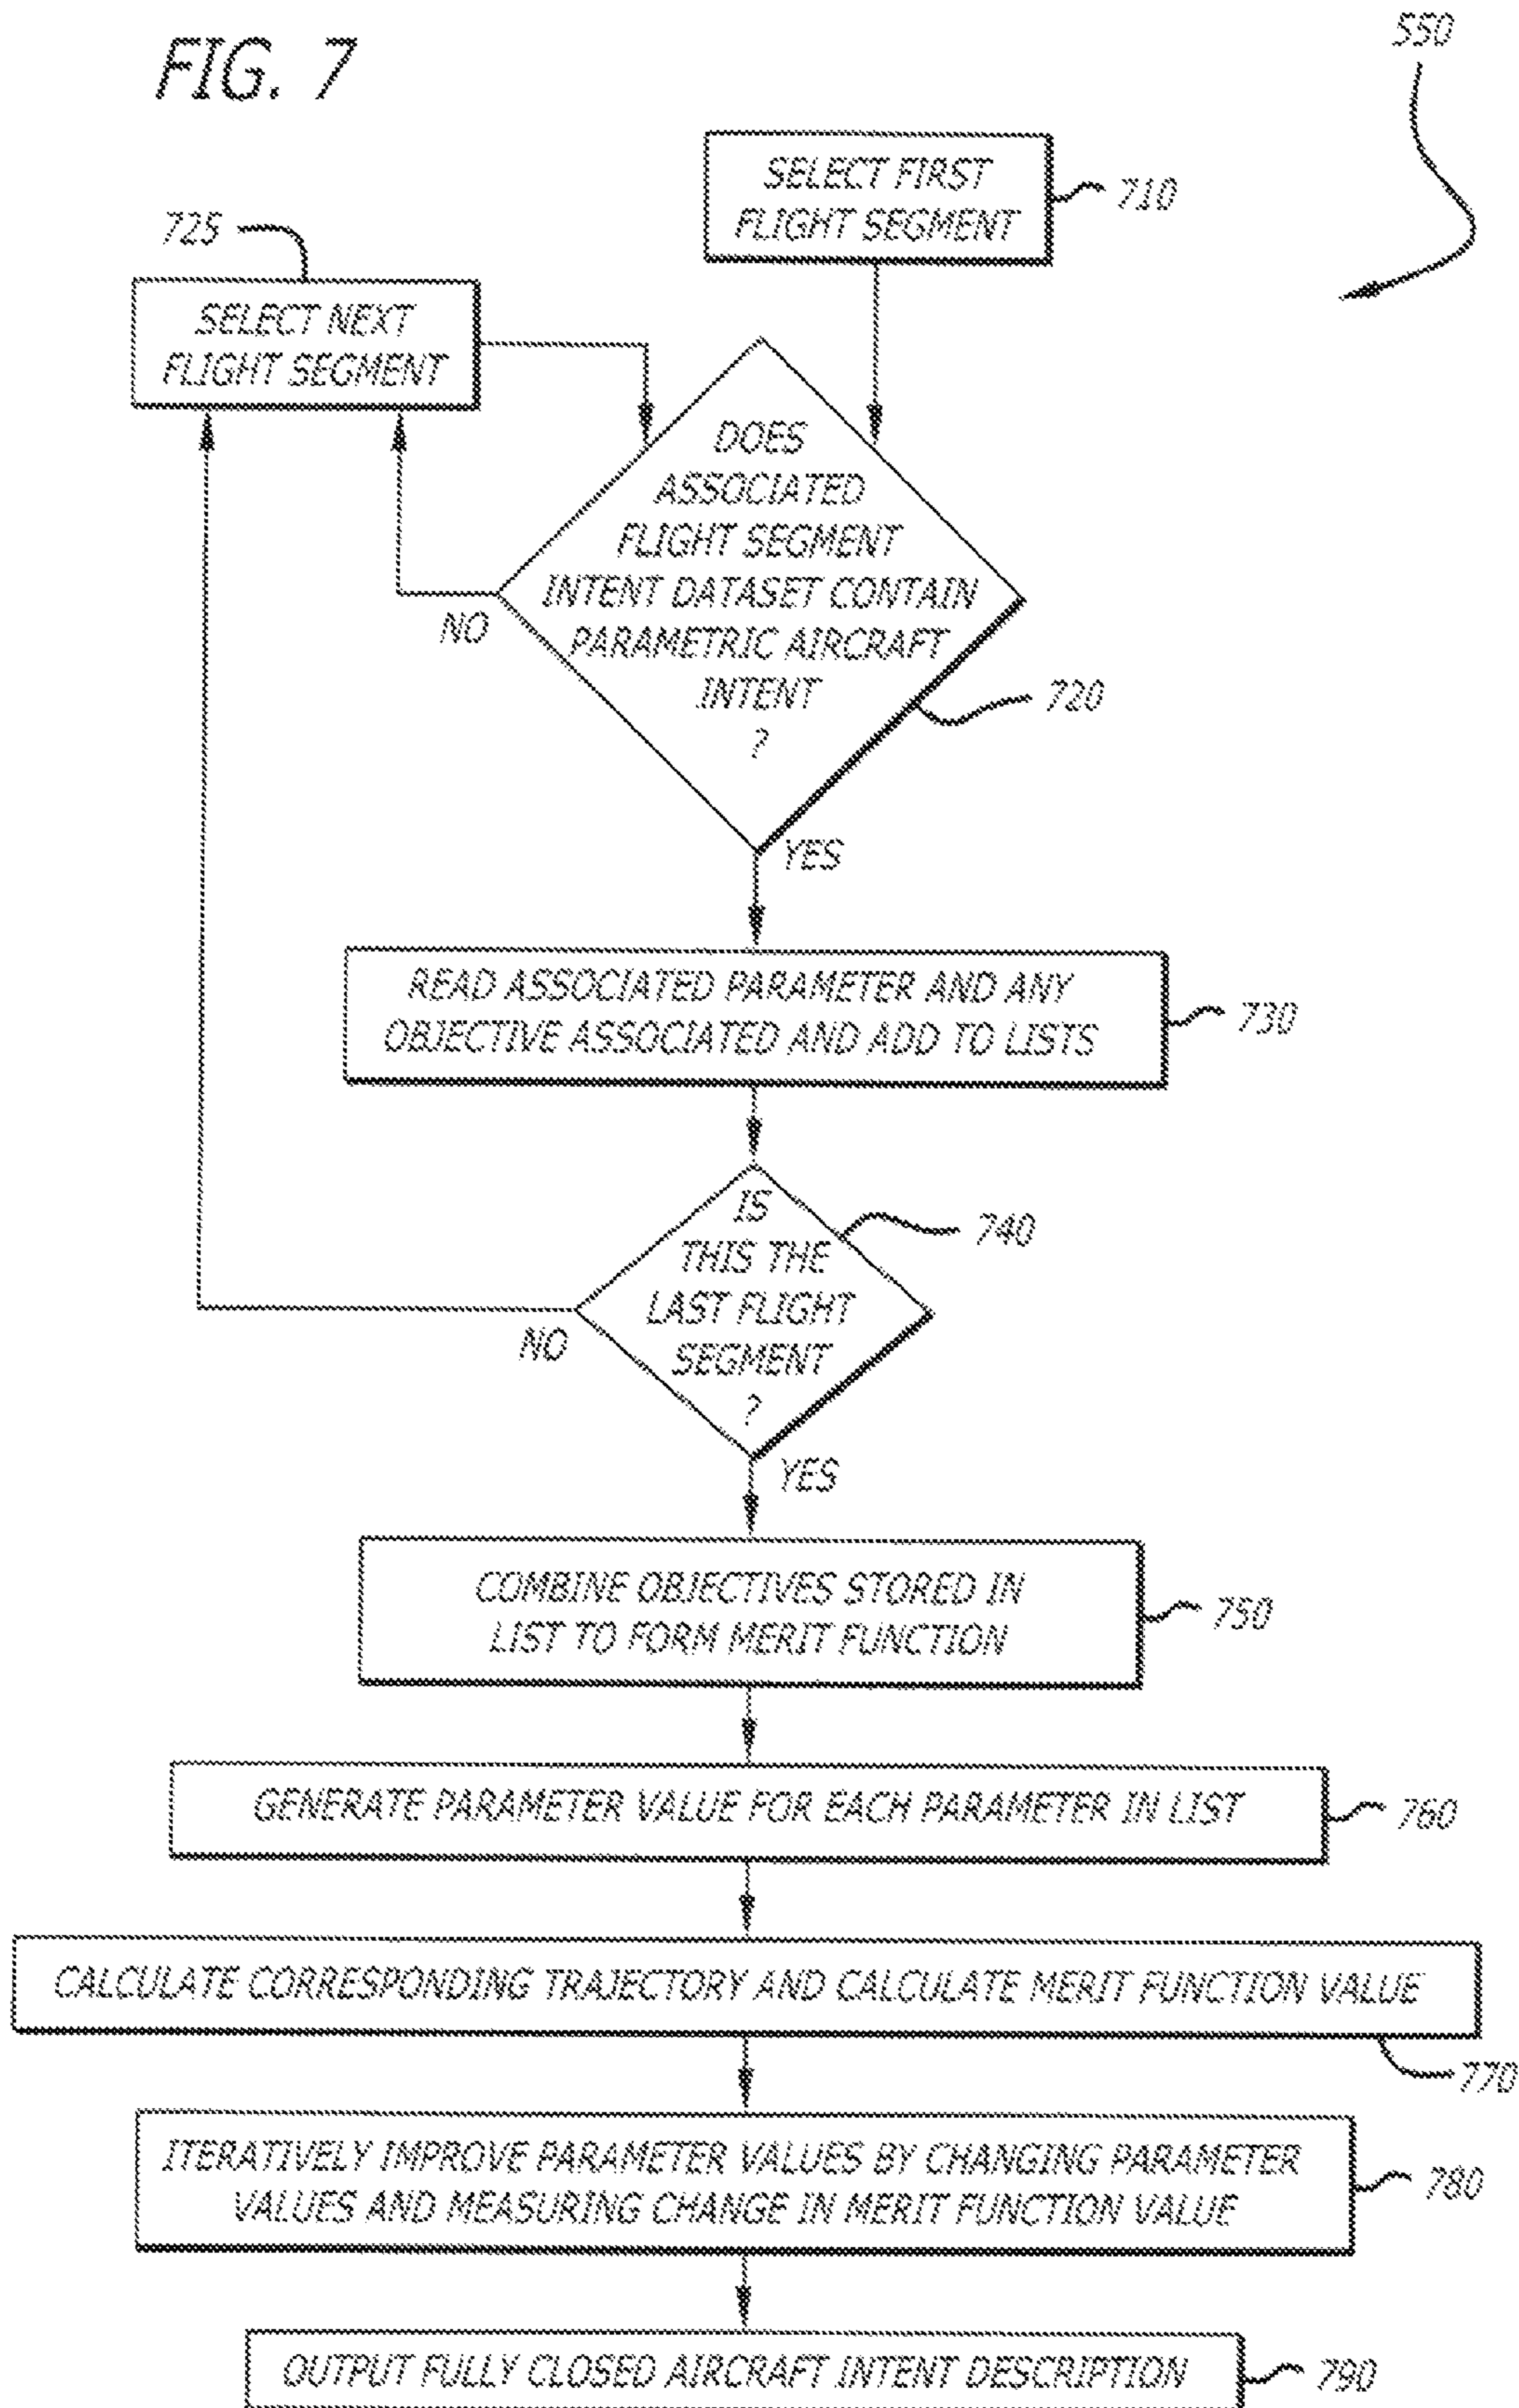 FIG. 7
550
SELECT FIRST
FLIGHT SEGMENT
710
725
SELECT NEXT
FLIGHT SEGMENT
DOES
ASSOCIATED
FLIGHT SEGMENT
INTENT DATASET CONTAIN
PARAMETRIC AIRCRAFT
INTENT
?
NO
720
YES
READ ASSOCIATED PARAMETER AND ANY
OBJECTIVE ASSOCIATED AND ADD TO LISTS
730
IS
THIS THE
LAST FLIGHT
SEGMENT
?
740
NO
YES
COMBINE OBJECTIVES STORED IN
LIST TO FORM MERIT FUNCTION
750
GENERATE PARAMETER VALUE FOR EACH PARAMETER IN LIST
760
CALCULATE CORRESPONDING TRAJECTORY AND CALCULATE MERIT FUNCTION VALUE
770
ITERATIVELY IMPROVE PARAMETER VALUES BY CHANGING PARAMETER
VALUES AND MEASURING CHANGE IN MERIT FUNCTION VALUE
780
OUTPUT FULLY CLOSED AIRCRAFT INTENT DESCRIPTION
790